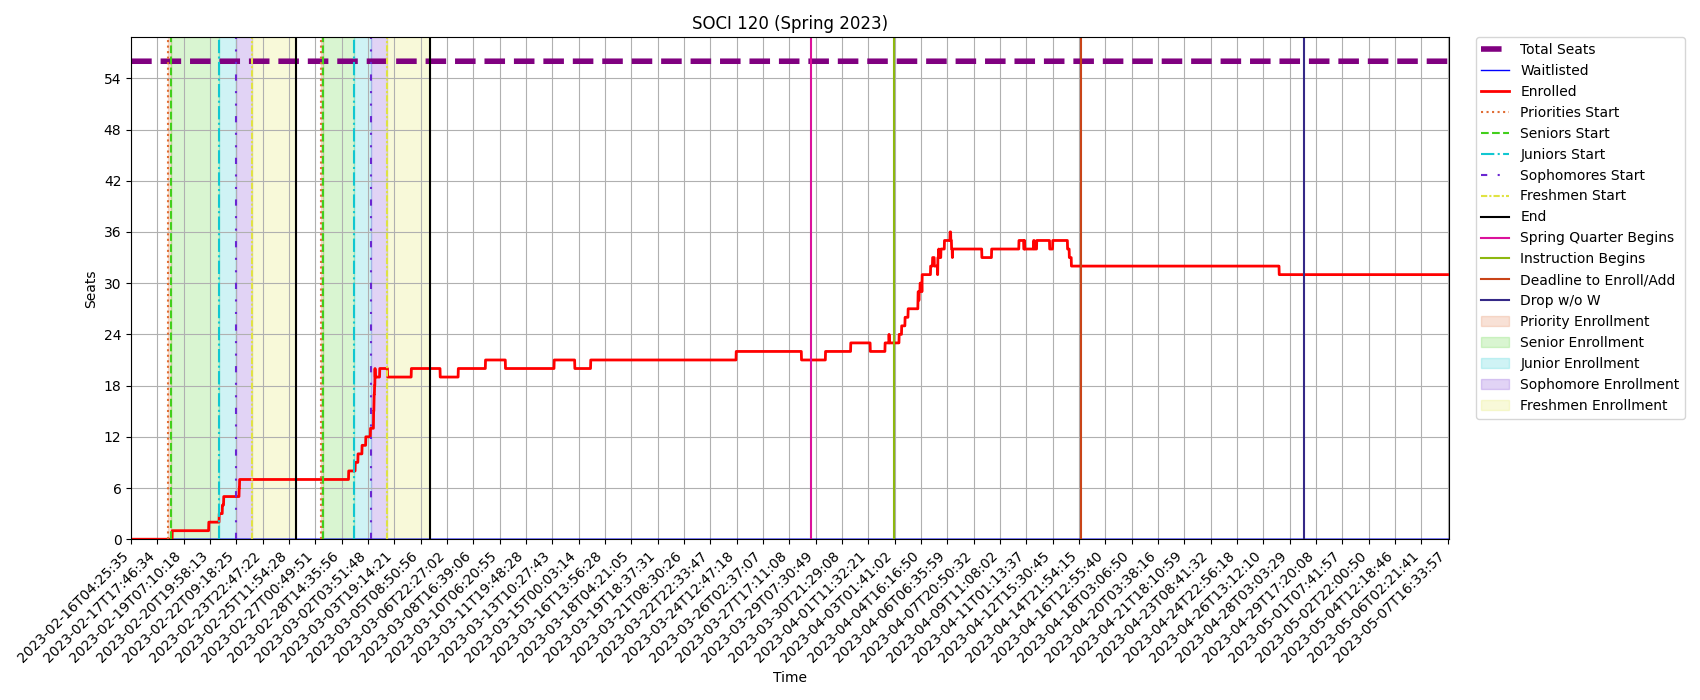 SOCI 120 (Spring 2023)
Seats
54
48
42
36
30
24
18
12
6
0
2023-02-16T04:25:35
2023-02-17T17:46:34
2023-02-19T07:10:18
2023-02-20T19:58:13
2023-02-22T09:18:25
2023-02-23T22:47:22
2023-02-25T11:54:28
2023-02-27T00:49:51
2023-02-28T14:35:56
2023-03-02T03:51:48
2023-03-03T19:14:21
2023-03-05T08:50:56
2023-03-06T22:27:02
2023-03-08T16:39:06
2023-03-10T06:20:55
2023-03-11T19:48:28
2023-03-13T10:27:43
2023-03-15T00:03:14
2023-03-16T13:56:28
2023-03-18T04:21:05
2023-03-19T18:37:31
2023-03-21T08:30:26
2023-03-22T22:33:47
2023-03-24T12:47:18
2023-03-26T02:37:07
2023-03-27T17:11:08
2023-03-29T07:30:49
2023-03-30T21:29:08
2023-04-01T11:32:21
2023-04-03T01:41:02
2023-04-04T16:16:50
2023-04-06T06:35:59
2023-04-07T20:50:32
2023-04-09T11:08:02
2023-04-11T01:13:37
2023-04-12T15:30:45
2023-04-14T21:54:15
2023-04-16T12:55:40
2023-04-18T03:06:50
2023-04-20T03:38:16
2023-04-21T18:10:59
2023-04-23T08:41:32
2023-04-24T22:56:18
2023-04-26T13:12:10
2023-04-28T03:03:29
2023-04-29T17:20:08
2023-05-01T07:41:57
2023-05-02T22:00:50
2023-05-04T12:18:46
2023-05-06T02:21:41
2023-05-07T16:33:57
Time
Total Seats
Waitlisted
Enrolled
Priorities Start
Seniors Start
Juniors Start
Sophomores Start
Freshmen Start
End
Spring Quarter Begins
Instruction Begins
Deadline to Enroll/Add
Drop w/o W
Priority Enrollment
Senior Enrollment
Junior Enrollment
Sophomore Enrollment
Freshmen Enrollment